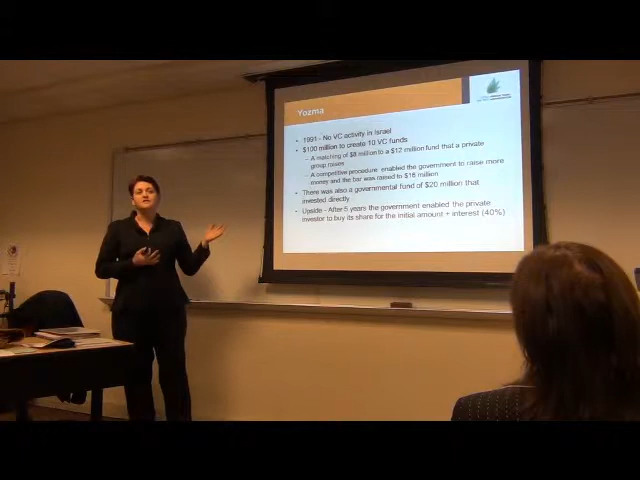 Yozma
• 1991 - No VC activity in Israel
• $100 million to create 10 VC funds
– A matching of $8 million to a $12 million fund that a private
group raises
– A competitive procedure enabled the government to raise more
money and the bar was raised to $16 million
• There was also a governmental fund of $20 million that
invested directly
• Upside - After 5 years the government enabled the private
investor to buy its share for the initial amount + interest (40%)